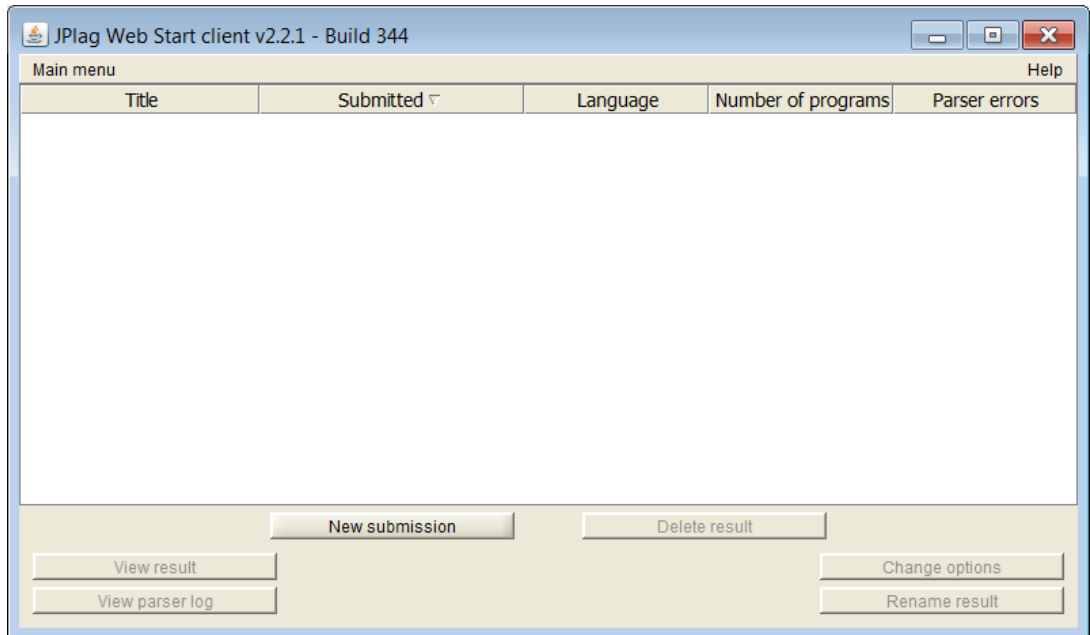 JPlag Web Start client v2.2.1 - Build 344
Main menu Help
Title Submitted Language Number of programs Parser errors
New submission Delete result
View result Change options
View parser log Rename result